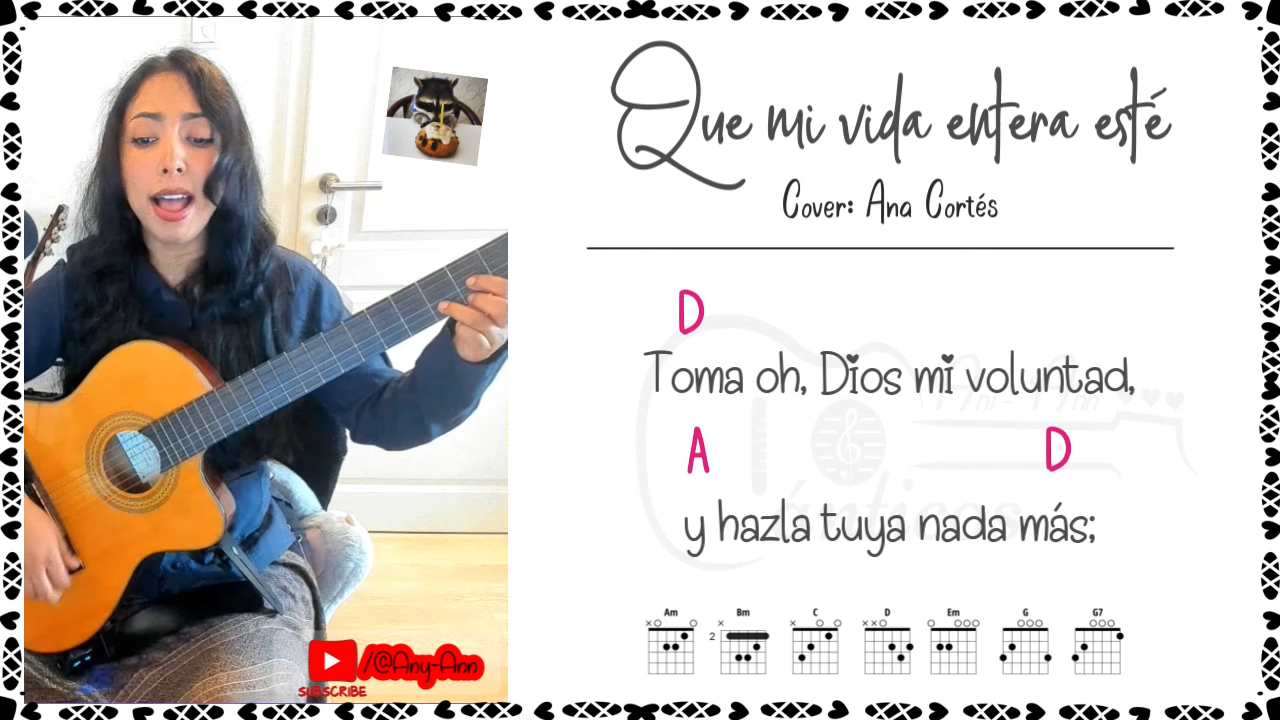 Que mi vida entera esté
Cover: Ana Cortés
D
Toma oh, Dios mi voluntad,
A D
y hazla tuya nada más;
Am Bm C D Em G G7
2
/@Any-Ann
SUBSCRIBE